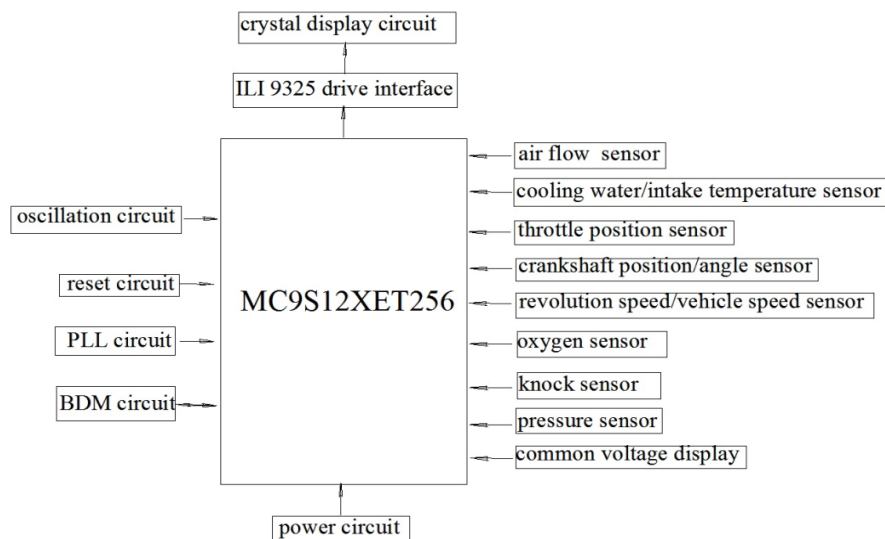 crystal display circuit
ILI 9325 drive interface
air flow sensor
cooling water/intake temperature sensor
oscillation circuit
throttle position sensor
crankshaft position/angle sensor
reset circuit
MC9S12XET256
revolution speed/vehicle speed sensor
PLL circuit
oxygen sensor
knock sensor
BDM circuit
pressure sensor
common voltage display
power circuit